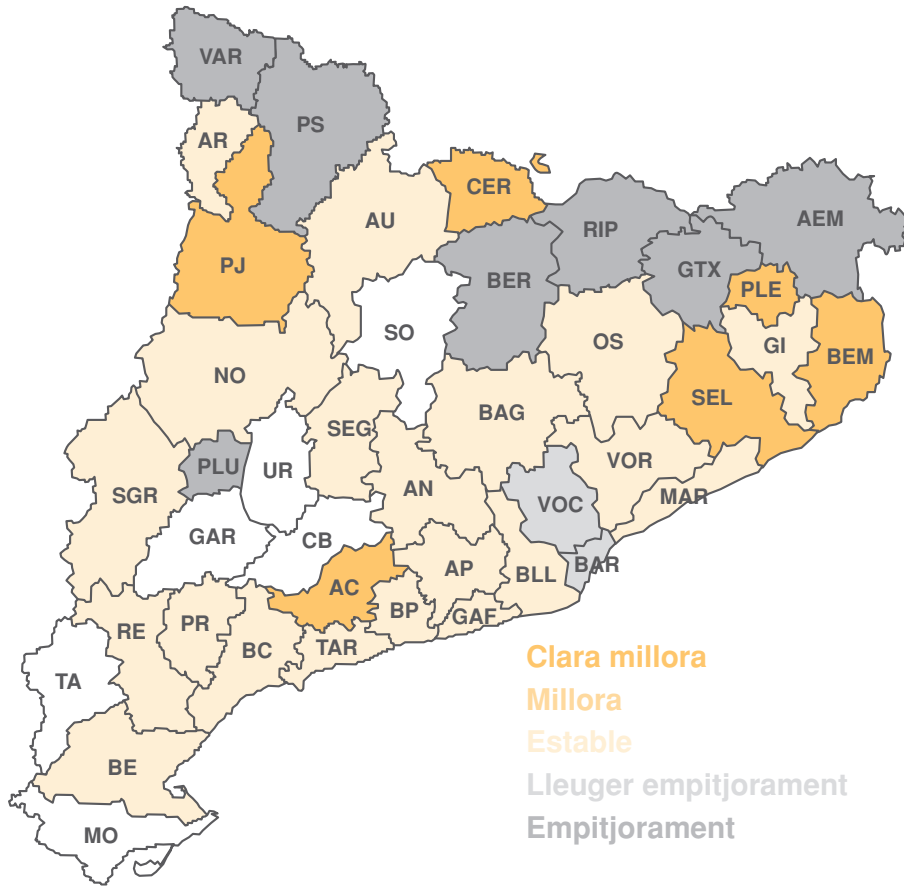 VAR
PS
AR
CER
AU
AEM
RIP
PJ
GTX
BER
PLE
SO
OS
GI
BEM
NO
SEL
BAG
SEG
VOR
PLU
UR
AN
MAR
SGR
VOC
GAR
CB
BAR
AP
BLL
AC
BP
GAF
PR
RE
BC
TAR
TA
BE
MO
Clara millora
Millora
Estable
Lleuger empitjorament
Empitjorament